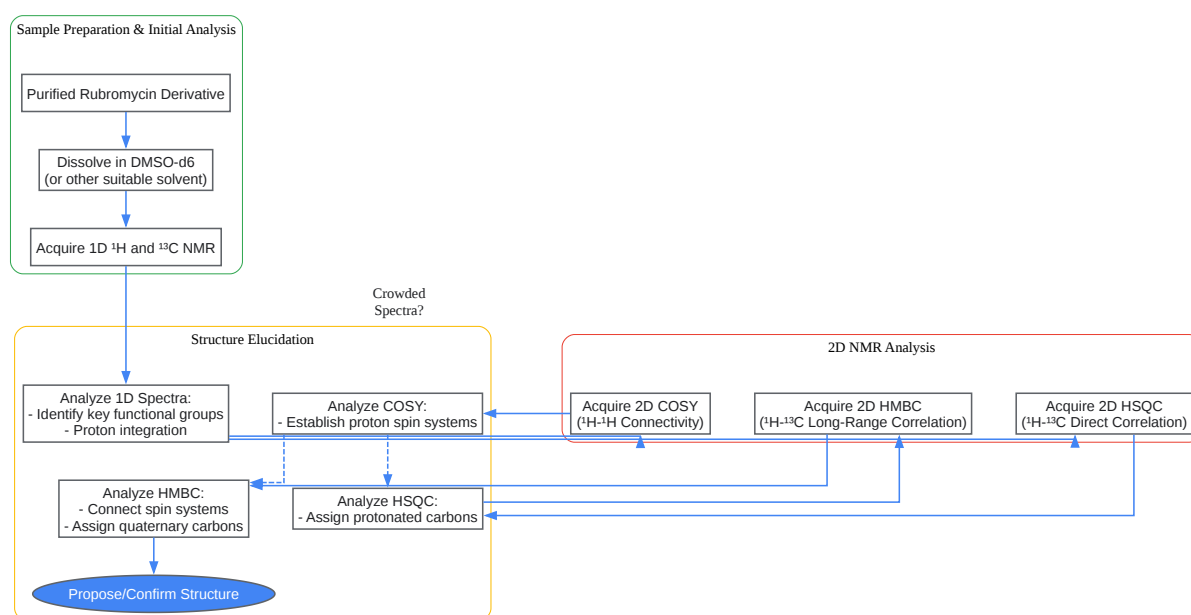 Sample Preparation & Initial Analysis
Purified Rubromycin Derivative
Dissolve in DMSO-d6
(or other suitable solvent)
Acquire 1D ¹H and ¹³C NMR
Crowded
Spectra?
Structure Elucidation
2D NMR Analysis
Analyze 1D Spectra:
- Identify key functional groups
- Proton integration
Analyze COSY:
- Establish proton spin systems
Acquire 2D COSY
(¹H-¹H Connectivity)
Acquire 2D HMBC
(¹H-¹³C Long-Range Correlation)
Acquire 2D HSQC
(¹H-¹³C Direct Correlation)
Analyze HMBC:
- Connect spin systems
- Assign quaternary carbons
Analyze HSQC:
- Assign protonated carbons
Propose/Confirm Structure